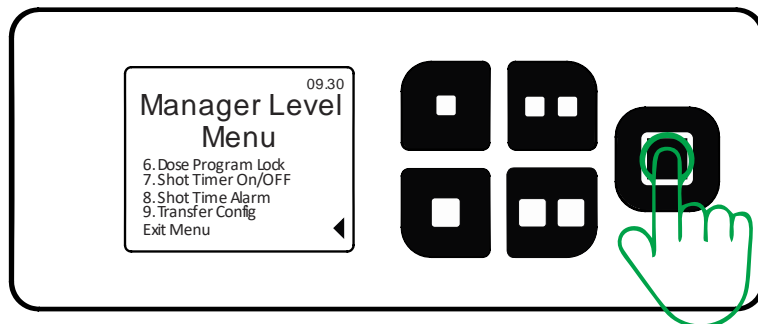 09.30
Manager Level
Menu
6.Dose Program Lock
7.Shot Timer On/OFF
8.Shot Time Alarm
9.Transfer Config
Exit Menu